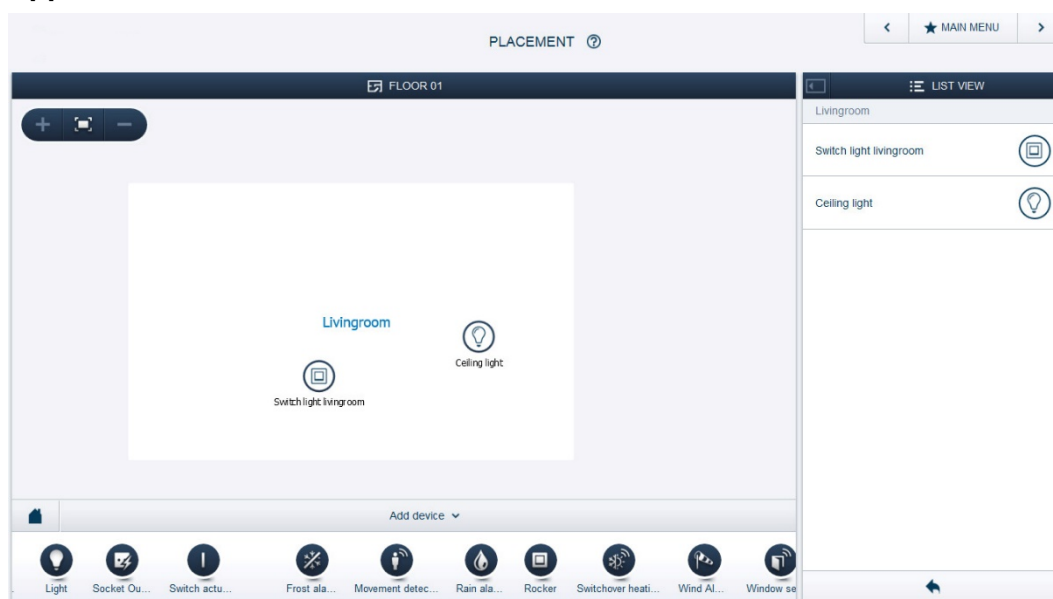 PLACEMENT ?
< ★ MAIN MENU >
FLOOR 01
LIST VIEW
Livingroom
Switch light livingroom
Ceiling light
Livingroom
Ceiling light
Switch light livingroom
Add device
Light
Socket Ou...
Switch actu...
Frost ala...
Movement detec...
Rain ala...
Rocker
Switchover heati...
Wind Al...
Window se